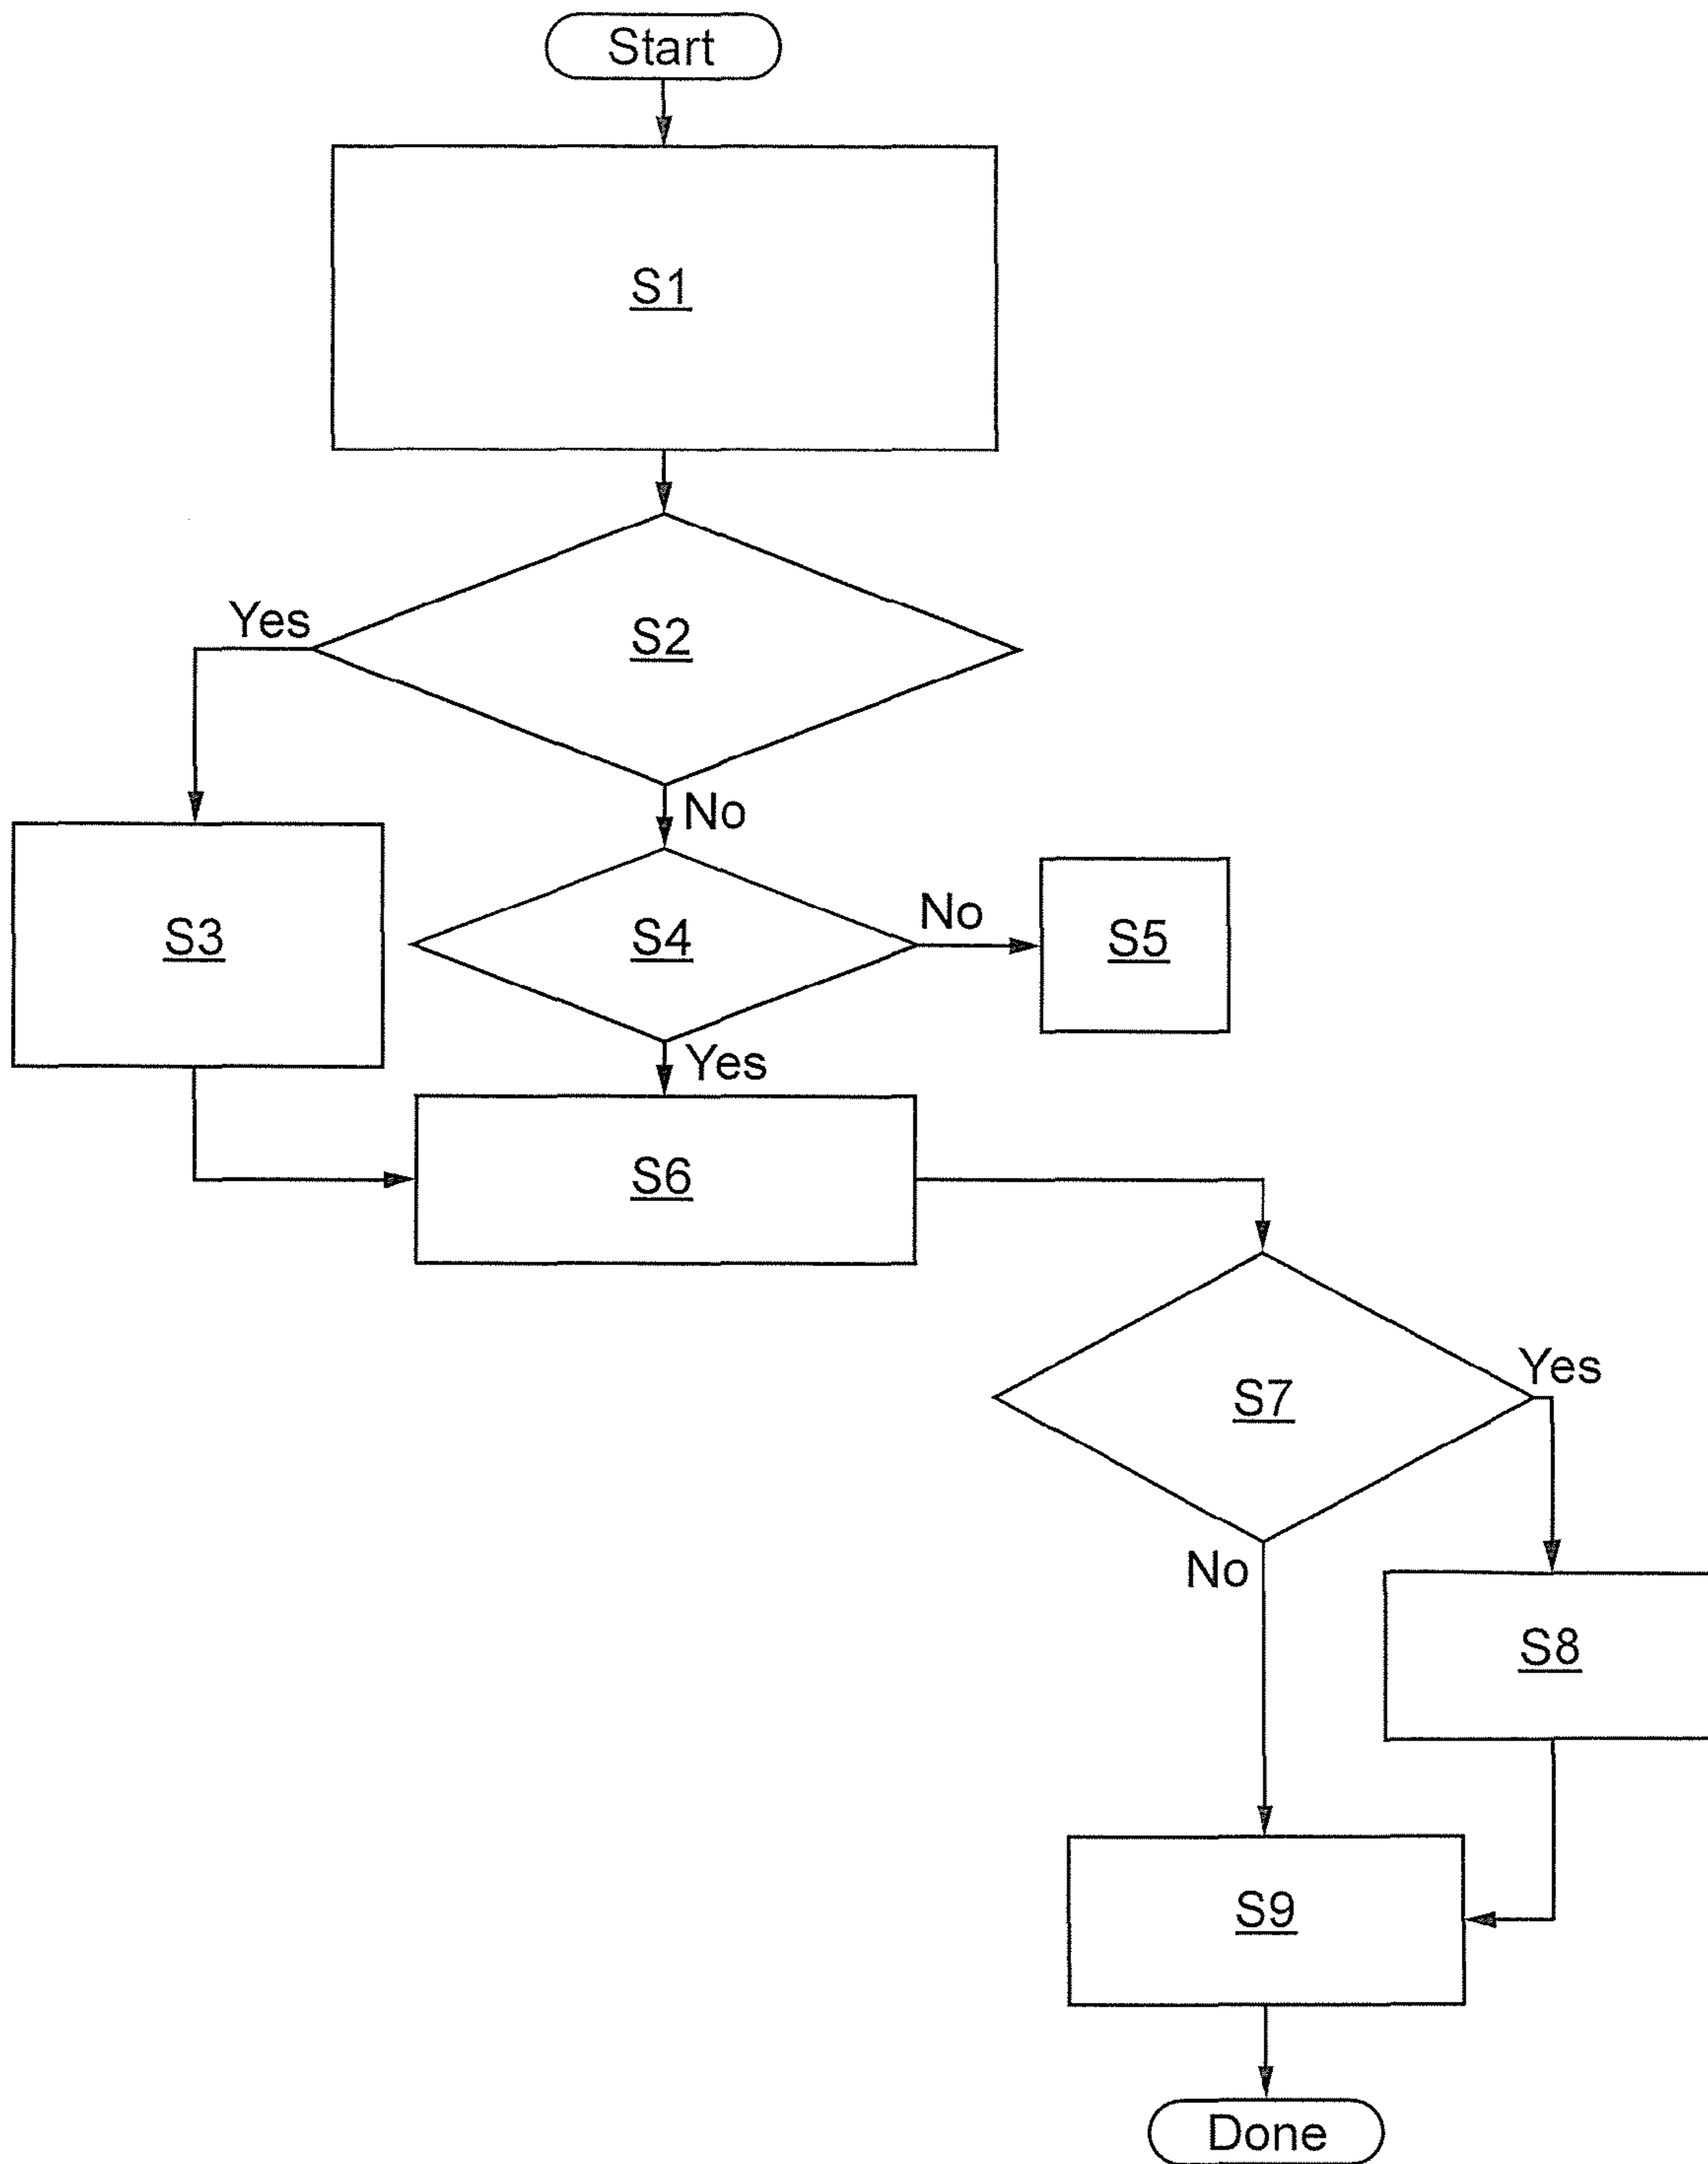 Start
S1
Yes
S2
No
S3
S4
No
S5
Yes
S6
S7
Yes
No
S8
S9
Done